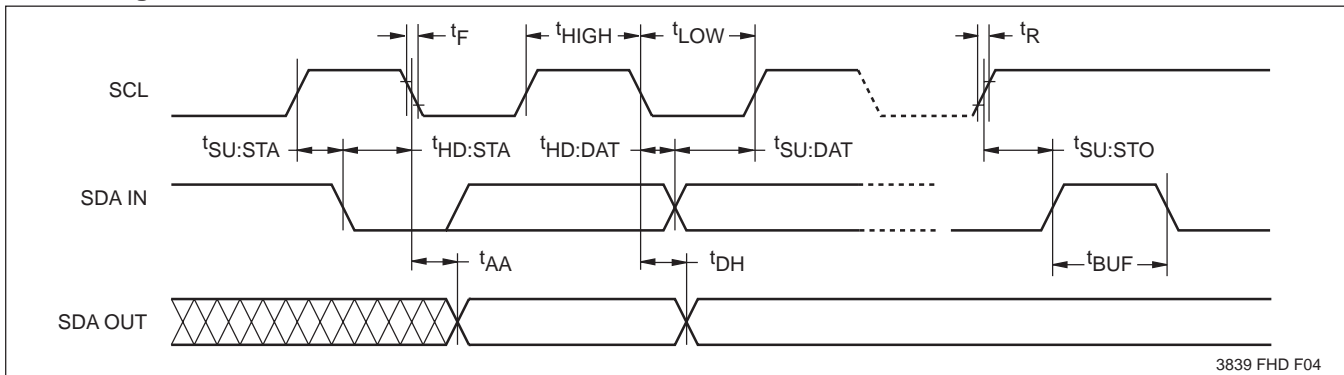 tF
tHIGH
tLOW
tR
SCL
tSU:STA
tHD:STA
tHD:DAT
tSU:DAT
tSU:STO
SDA IN
tAA
tDH
tBUF
SDA OUT
3839 FHD F04